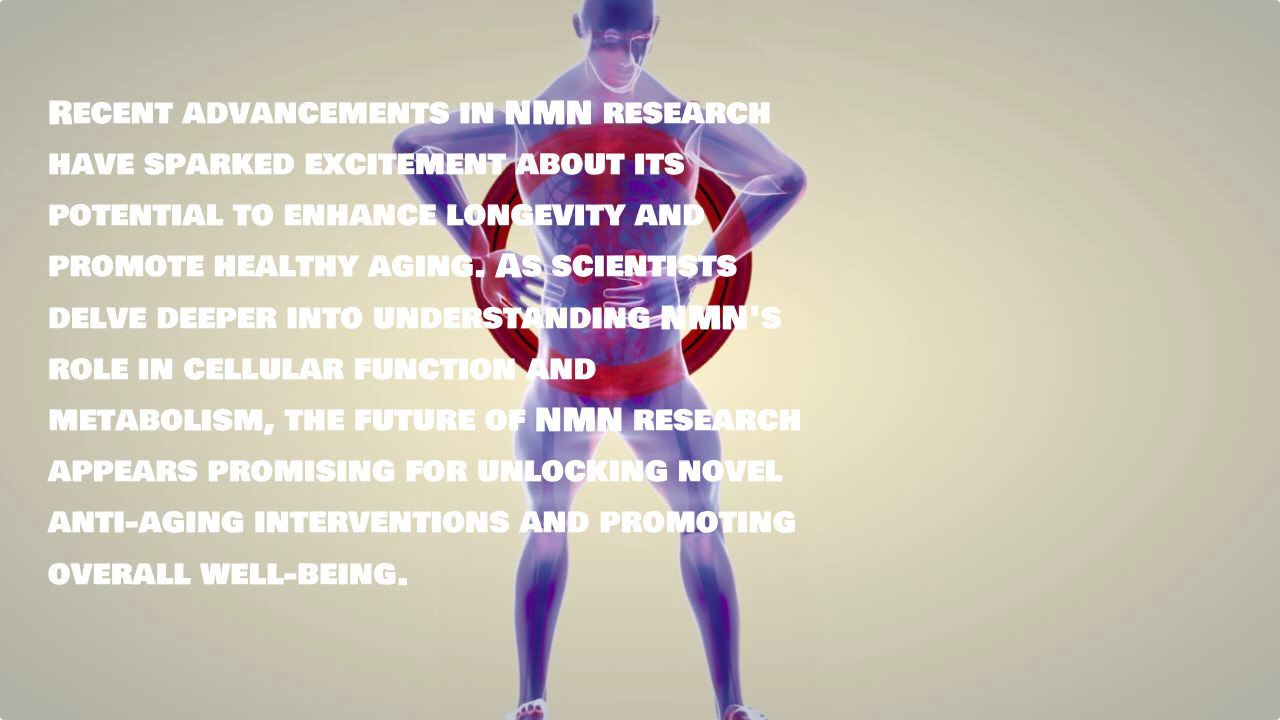 Recent advancements in NMN research
have sparked excitement about its
potential to enhance longevity and
promote healthy aging. As scientists
delve deeper into understanding NMN's
role in cellular function and
metabolism, the future of NMN research
appears promising for unlocking novel
anti-aging interventions and promoting
overall well-being.